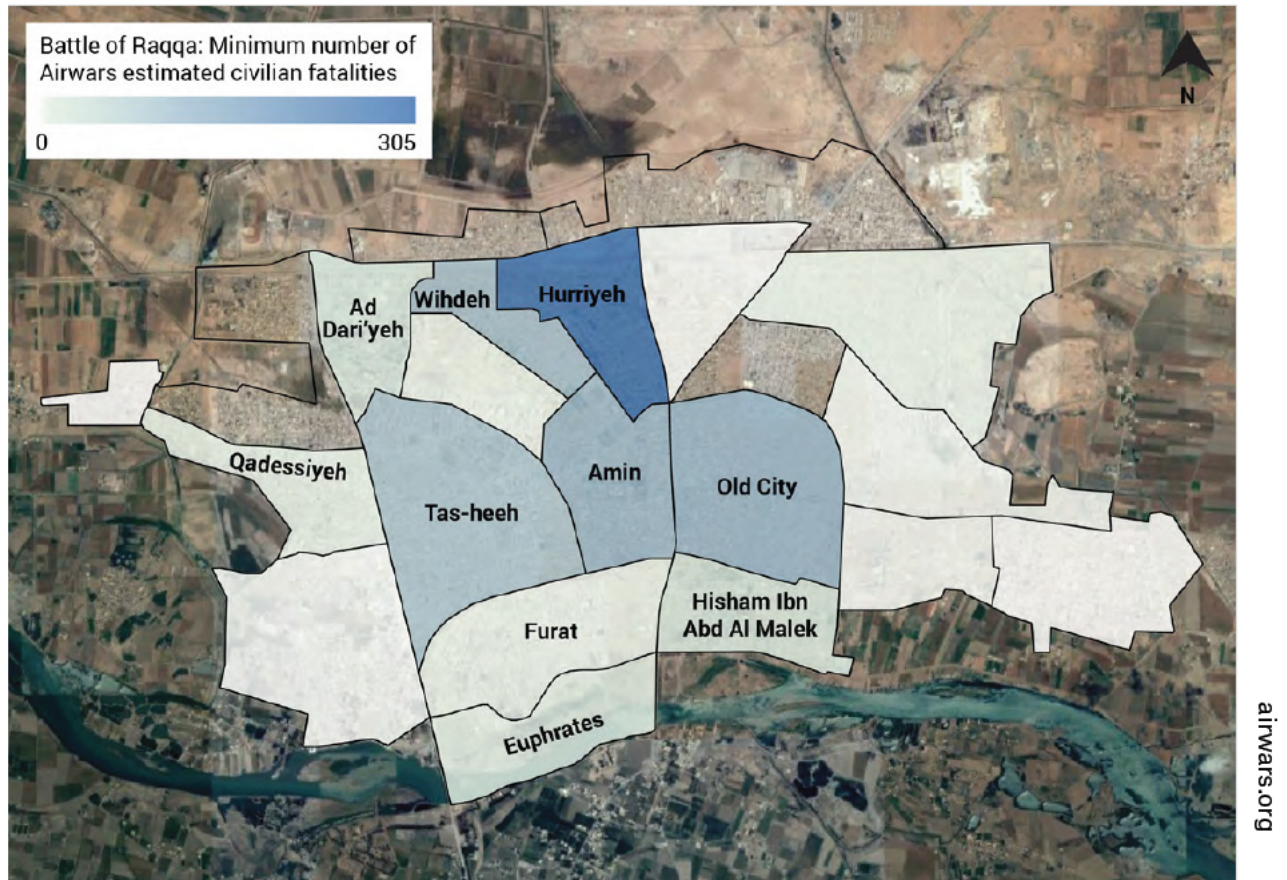 Battle of Raqqa: Minimum number of
Airwars estimated civilian fatalities
0 305
N
Wihdeh
Hurriyeh
Ad
Dari'yeh
Qadessiyeh
Amin
Old City
Tas-heeh
Hisham Ibn
Abd Al Malek
Furat
Euphrates
airwars.org